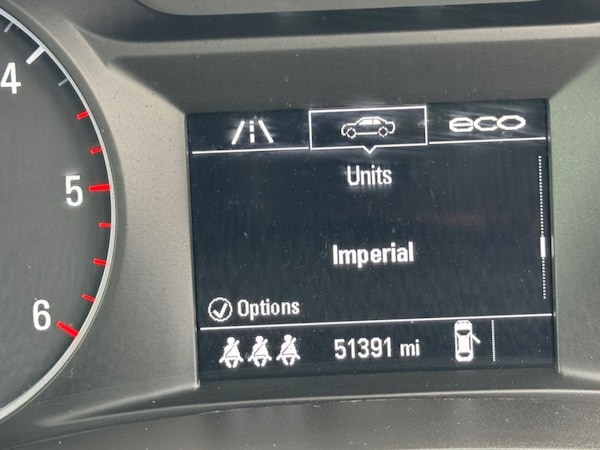 eco
4
Units
5
Imperial
Options
6
51391 mi